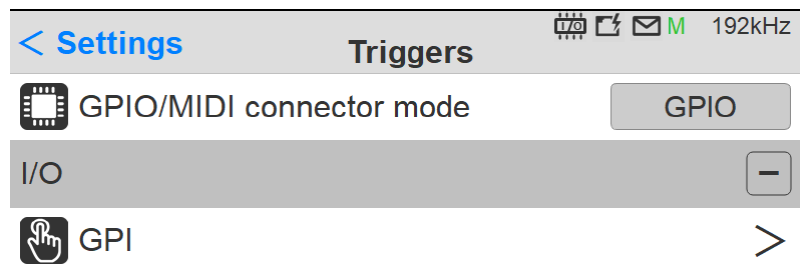 < Settings
Triggers
I/O M 192kHz
GPIO/MIDI connector mode GPIO
I/O
GPI >